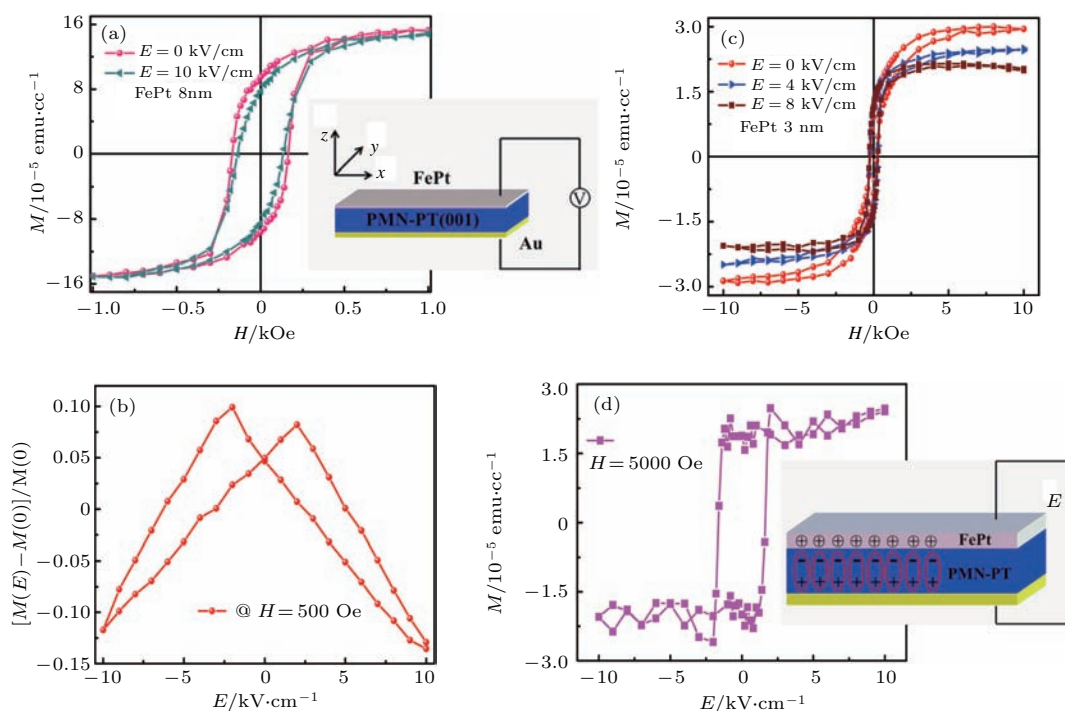 (a)
E = 0 kV/cm
E = 10 kV/cm
FePt 8nm
M/10⁻⁵ emu·cc⁻¹
16
8
0
−8
−16
−1.0
−0.5
0
0.5
1.0
H/kOe
z
y
x
FePt
PMN-PT(001)
Au
V
(c)
E = 0 kV/cm
E = 4 kV/cm
E = 8 kV/cm
FePt 3 nm
M/10⁻⁵ emu·cc⁻¹
3.0
1.5
0
−1.5
−3.0
−10
−5
0
5
10
H/kOe
(b)
[M(E)−M(0)]/M(0)
0.10
0.05
0
−0.05
−0.10
−0.15
@ H = 500 Oe
−10
−5
0
5
10
E/kV·cm⁻¹
(d)
H = 5000 Oe
M/10⁻⁵ emu·cc⁻¹
3.0
1.5
0
−1.5
−3.0
−10
−5
0
5
10
E/kV·cm⁻¹
E
FePt
PMN-PT